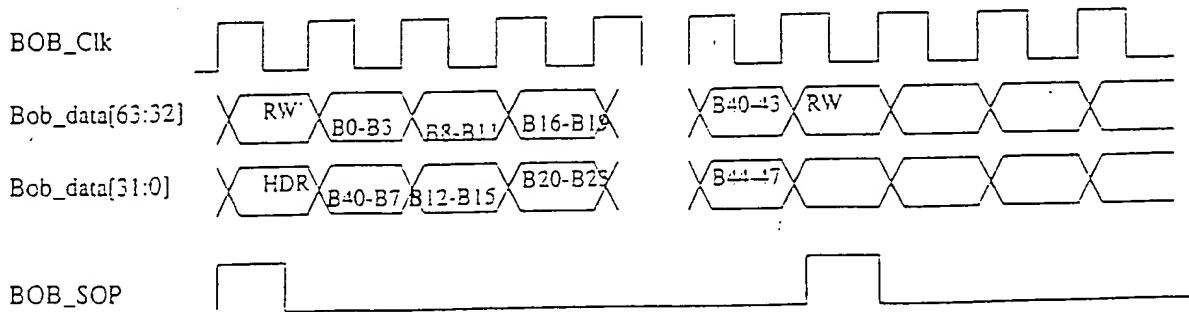 BOB_Clk
Bob_data[63:32] RW B0-B3 B8-B11 B16-B19 B40-43 RW
Bob_data[31:0] HDR B40-B7 B12-B15 B20-B23 B44-47
BOB_SOP